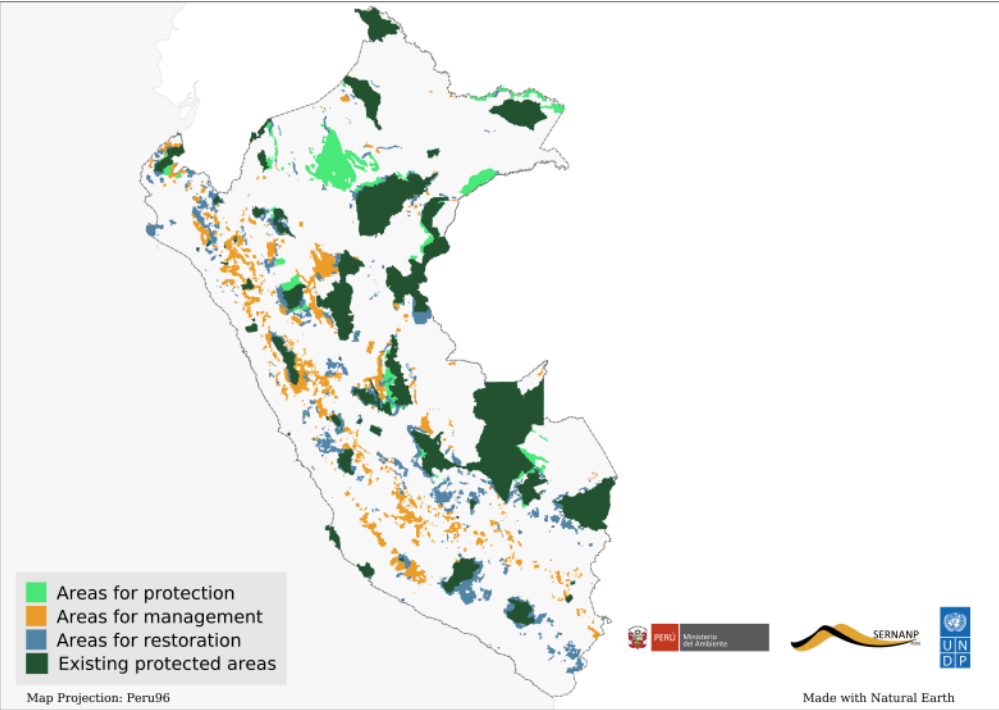 Areas for protection
Areas for management
Areas for restoration
Existing protected areas
Map Projection: Peru96
PERÚ
Ministerio
del Ambiente
SERNANP
PERÚ
U N
D P
Made with Natural Earth